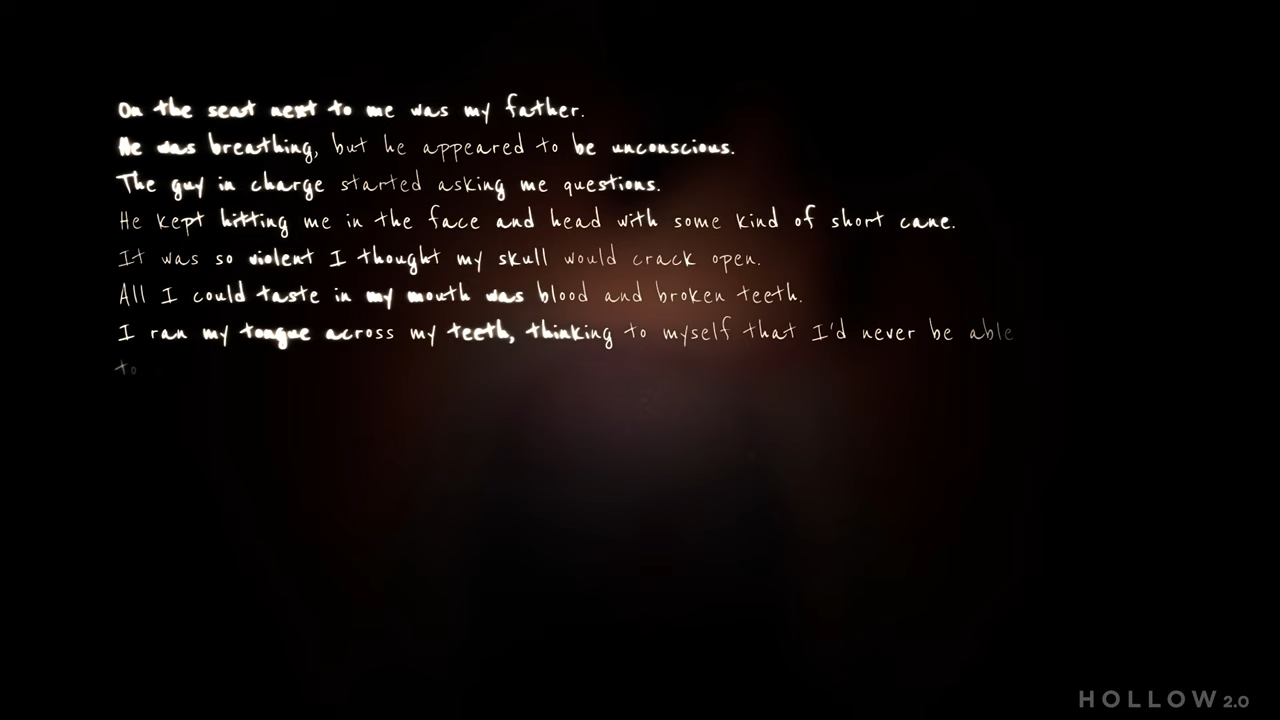 On the seat next to me was my father.
He was breathing, but he appeared to be unconscious.
The guy in charge started asking me questions.
He kept hitting me in the face and head with some kind of short cane.
It was so violent I thought my skull would crack open.
All I could taste in my mouth was blood and broken teeth.
I ran my tongue across my teeth, thinking to myself that I'd never be able
to
HOLLOW 2.0